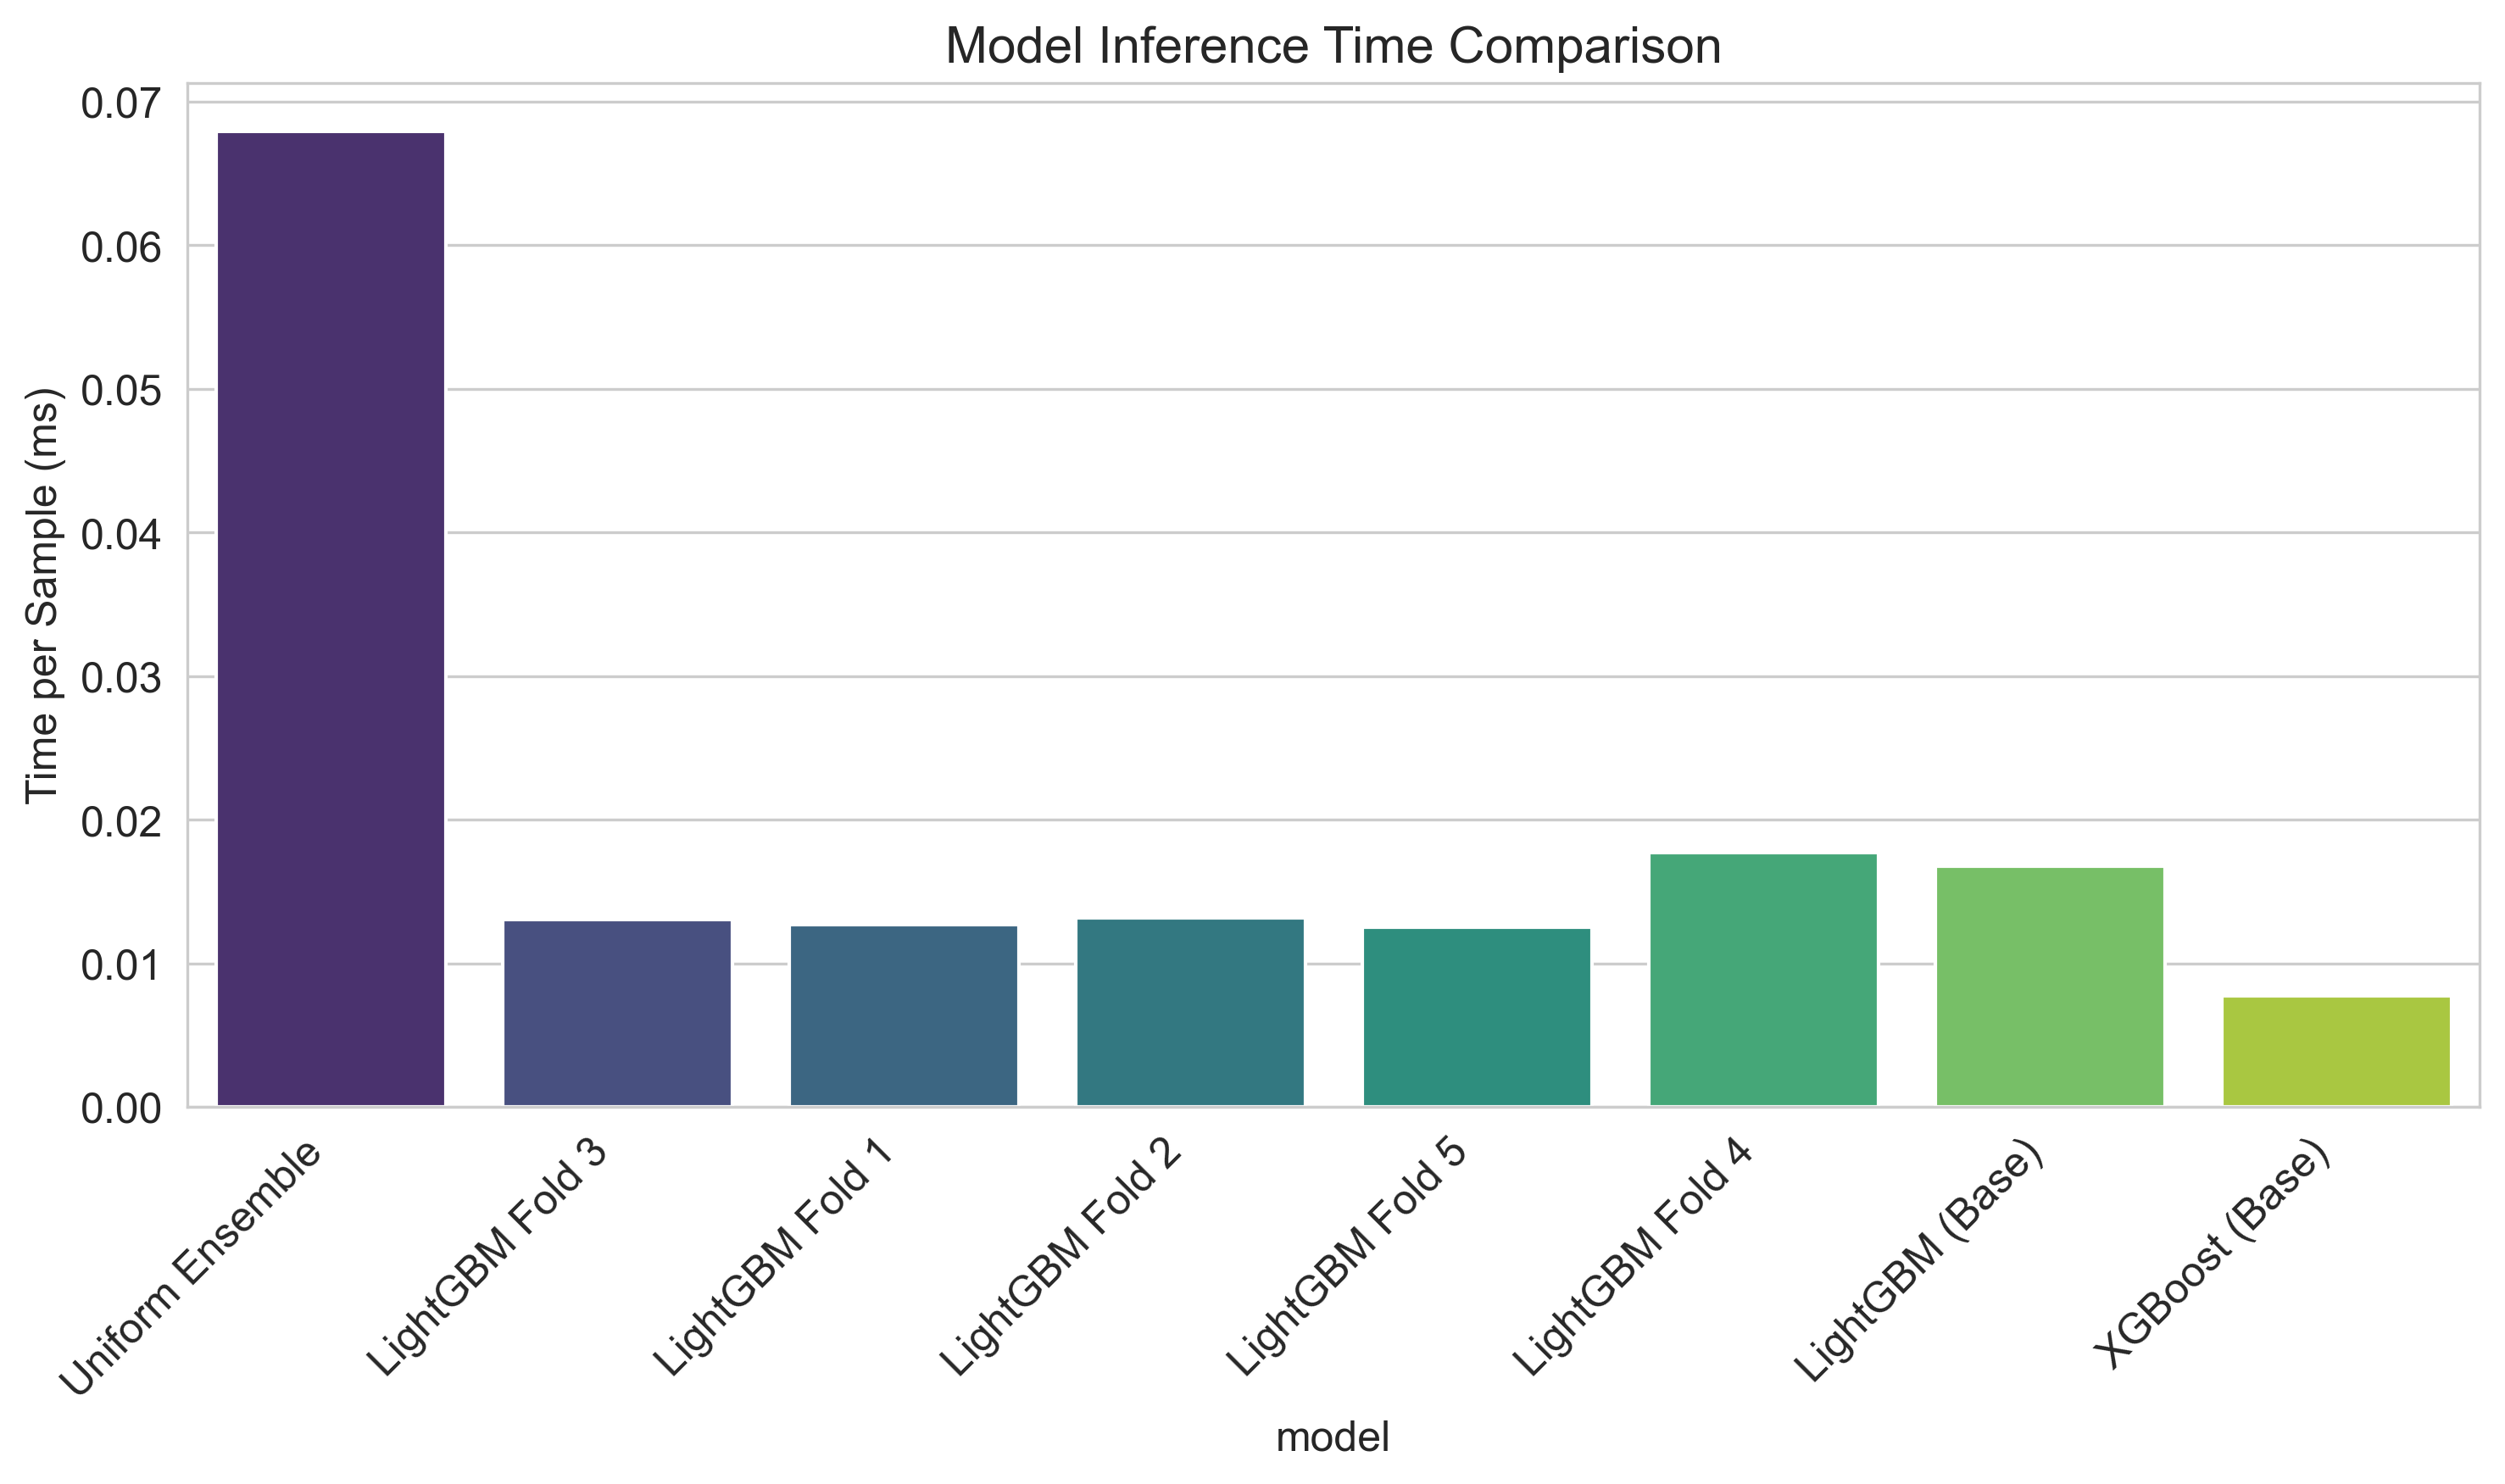 Model Inference Time Comparison
Time per Sample (ms)
0.07
0.06
0.05
0.04
0.03
0.02
0.01
0.00
Uniform Ensemble
LightGBM Fold 3
LightGBM Fold 1
LightGBM Fold 2
LightGBM Fold 5
LightGBM Fold 4
LightGBM (Base)
XGBoost (Base)
model